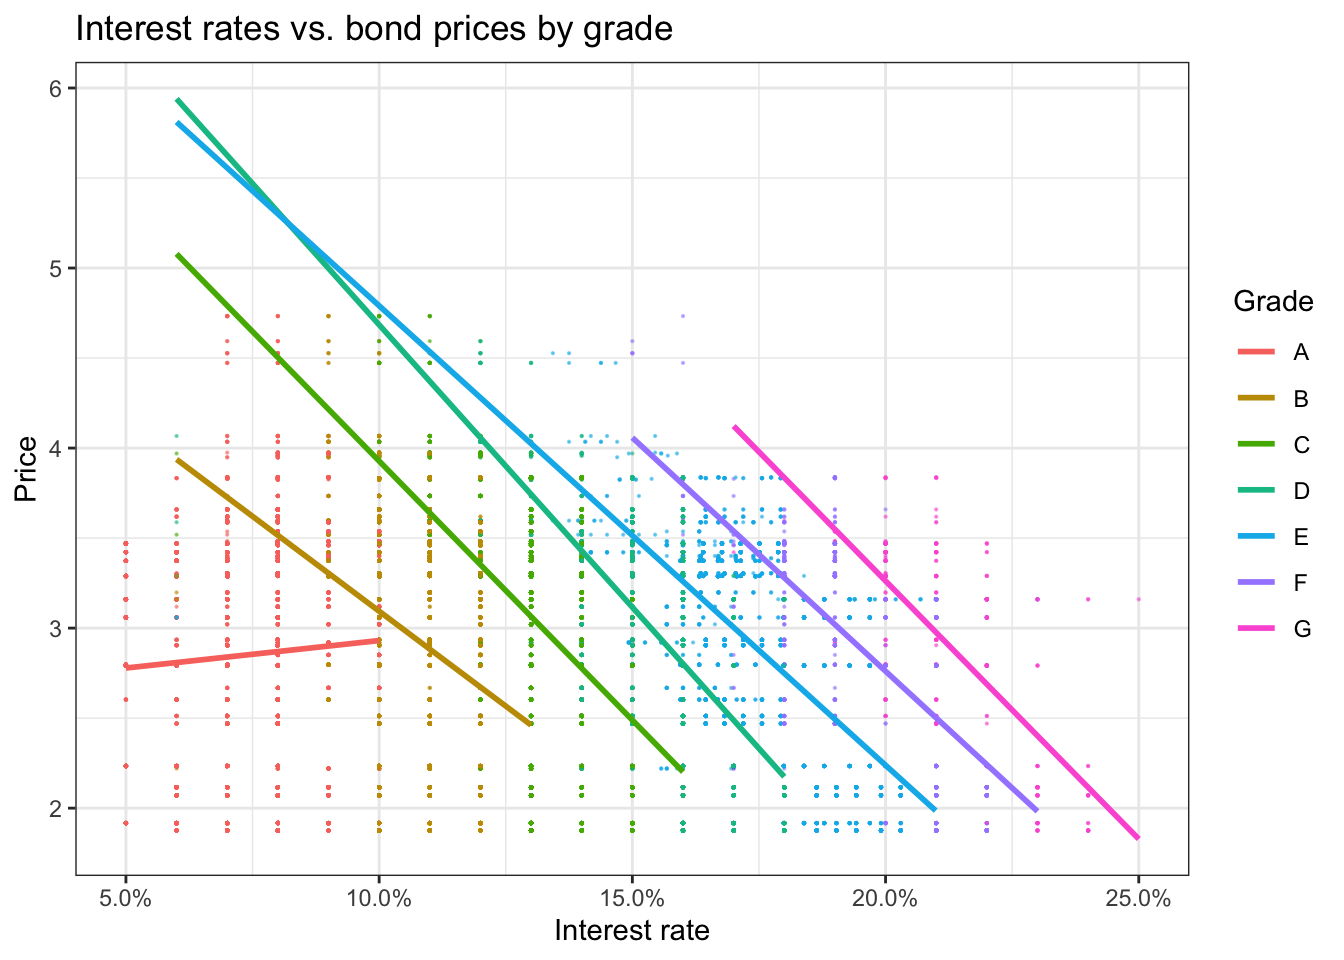 Interest rates vs. bond prices by grade
6
5
4
3
2
Price
5.0%
10.0%
15.0%
20.0%
25.0%
Interest rate
Grade
A
B
C
D
E
F
G